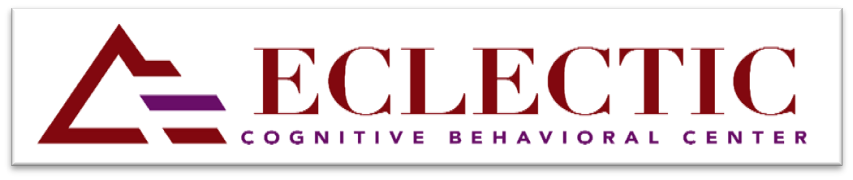 ECLECTIC
COGNITIVE BEHAVIORAL CENTER